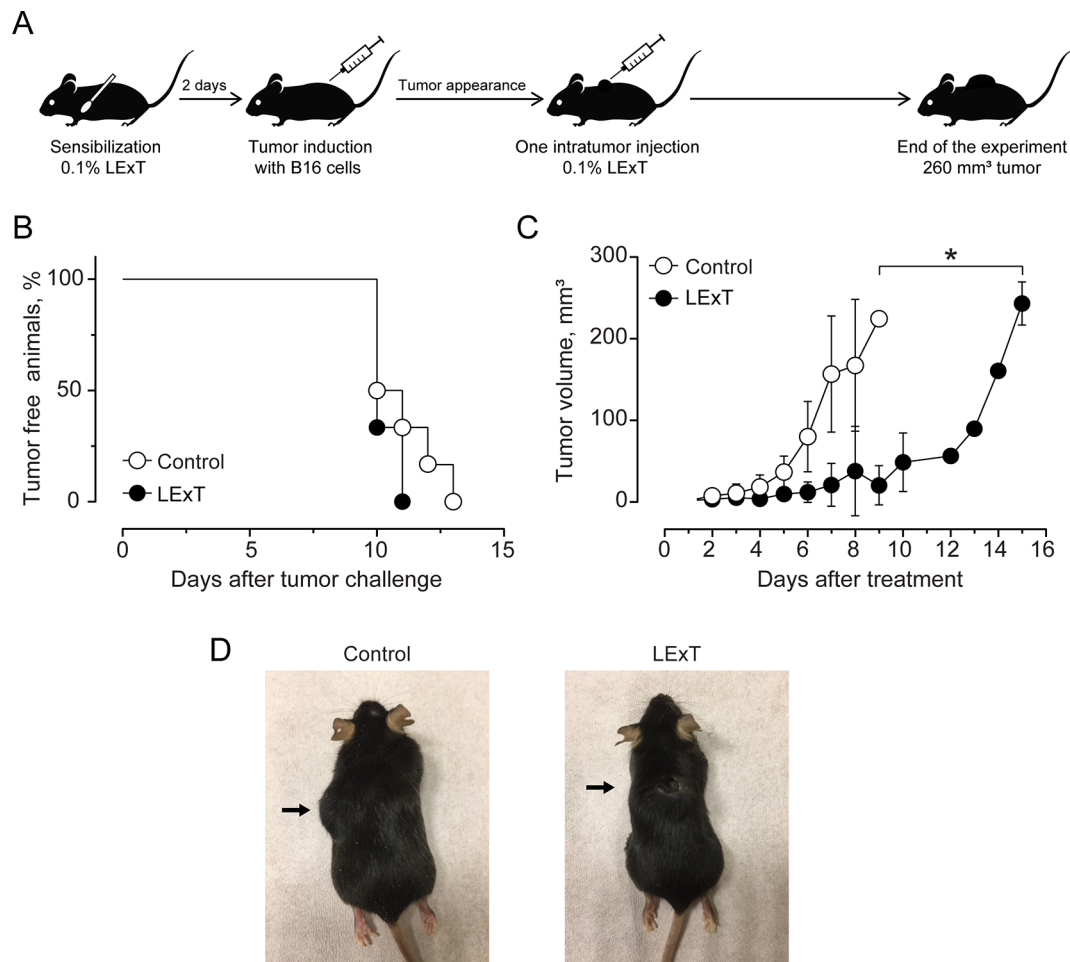 A
2 days
Tumor appearance
Sensibilization
0.1% LExT
Tumor induction
with B16 cells
One intratumor injection
0.1% LExT
End of the experiment
260 mm³ tumor
B
Tumor free animals, %
100
50
0
Control
LExT
0
5
10
15
Days after tumor challenge
C
Tumor volume, mm³
300
200
100
0
Control
LExT
*
0
2
4
6
8
10
12
14
16
Days after treatment
D
Control
LExT